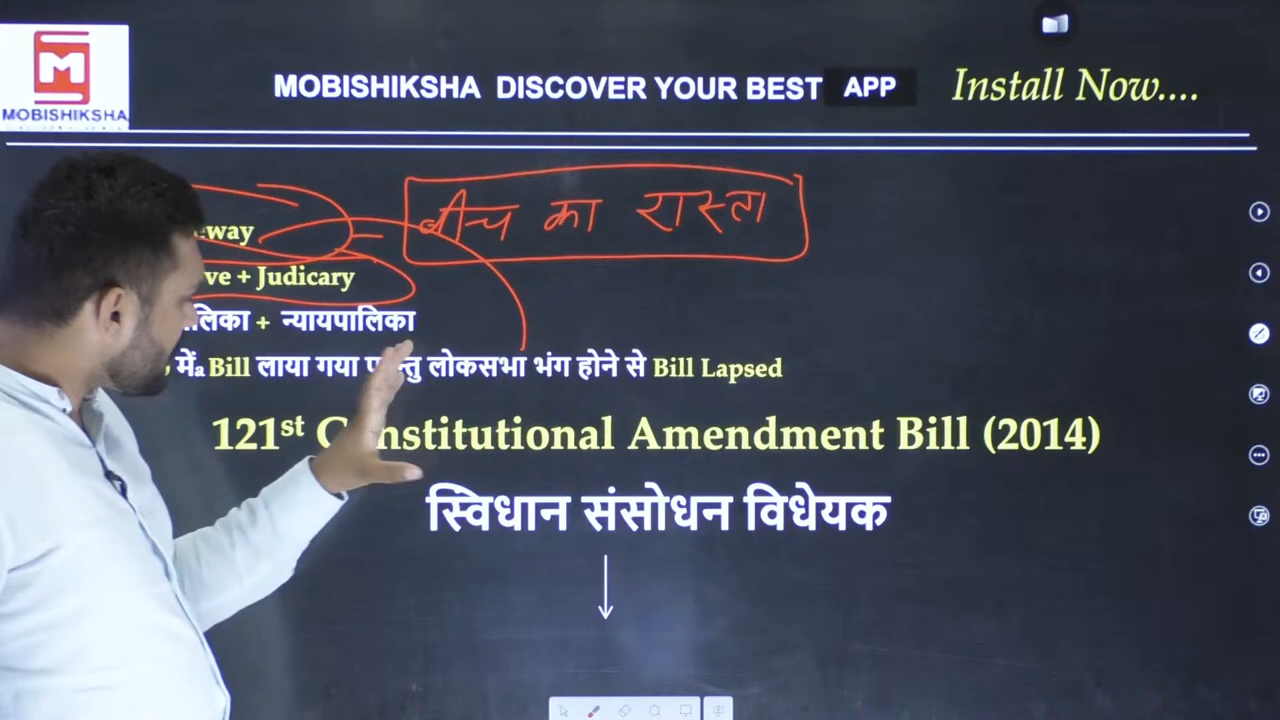 M
MOBISHIKSHA
MOBISHIKSHA DISCOVER YOUR BEST APP Install Now....
बीच का रास्ता
eway
ve + Judicary
लिका + न्यायपालिका
में Bill लाया गया लोकसभा भंग होने से Bill Lapsed
121st Constitutional Amendment Bill (2014)
स्विधान संसोधन विधेयक